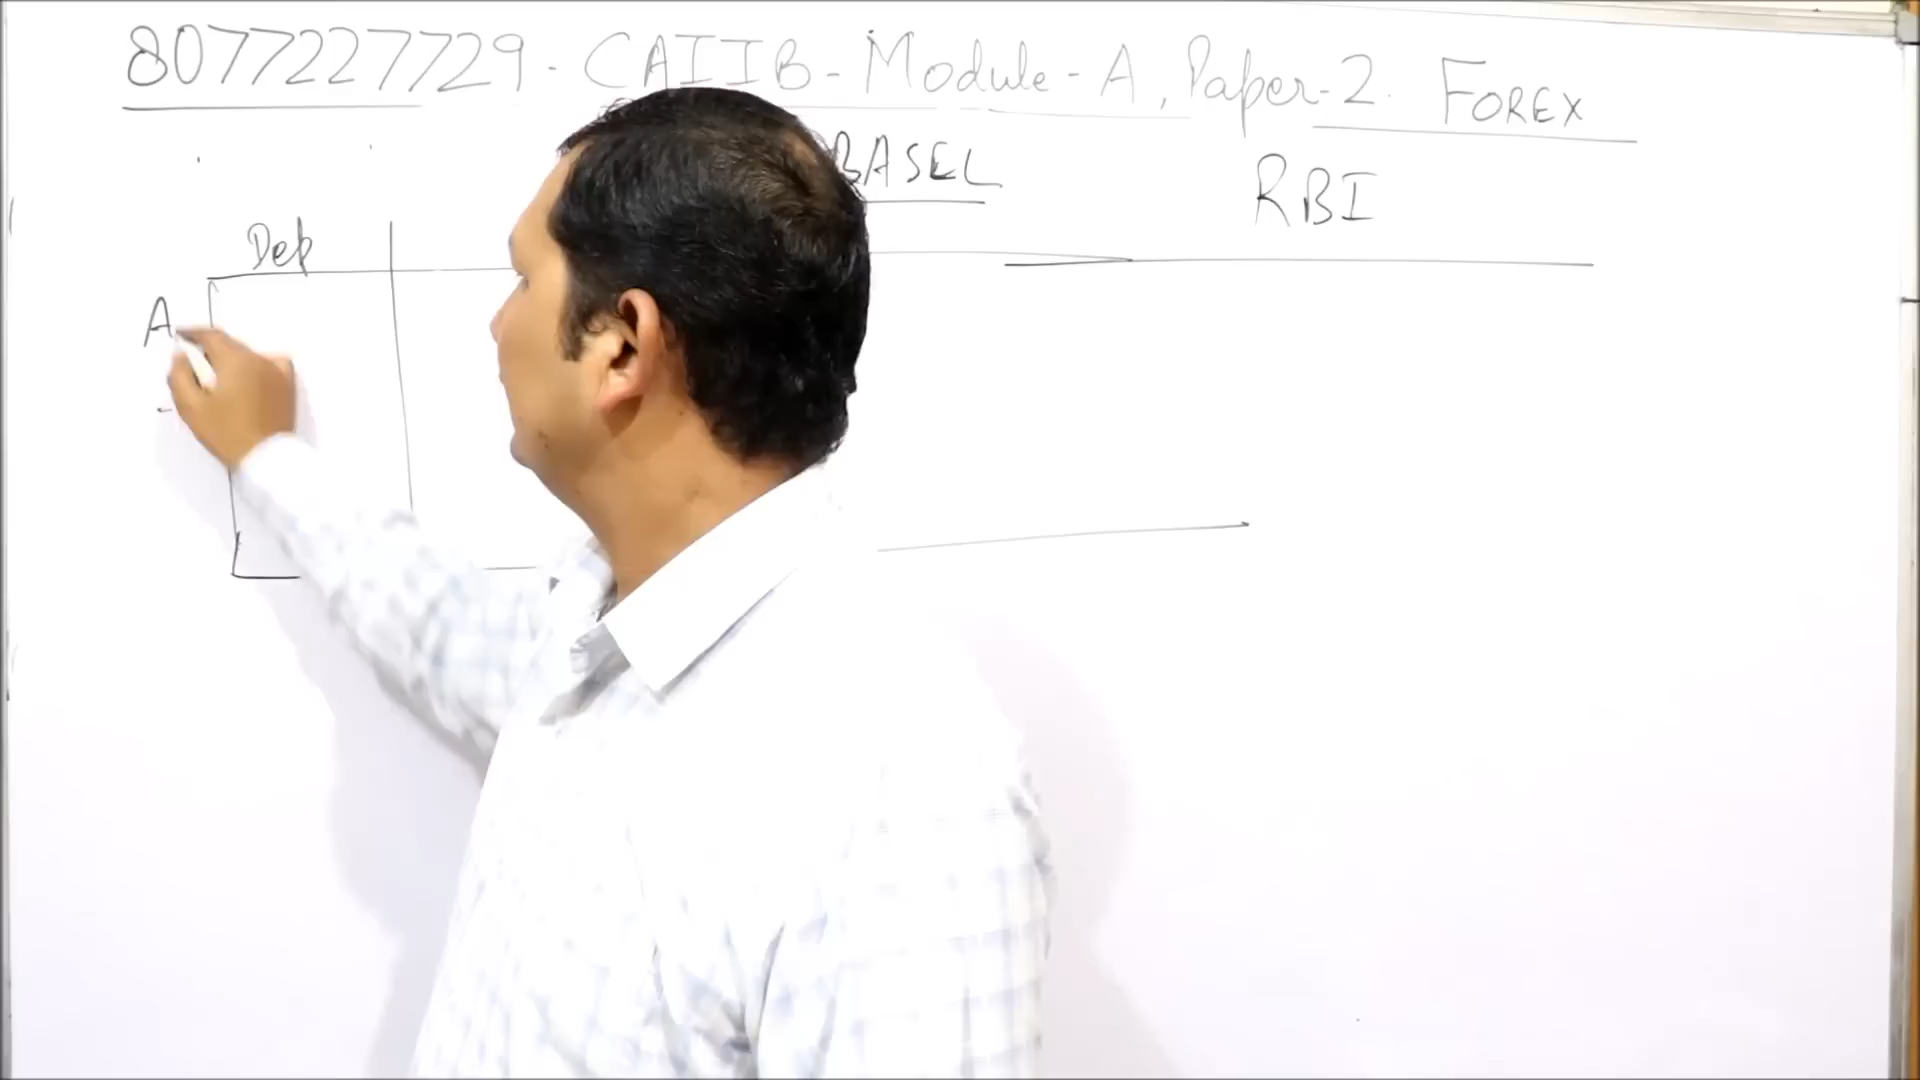 8077227729 - CAIIB - Module - A, Paper-2. FOREX
BASEL
RBI
Dep
A